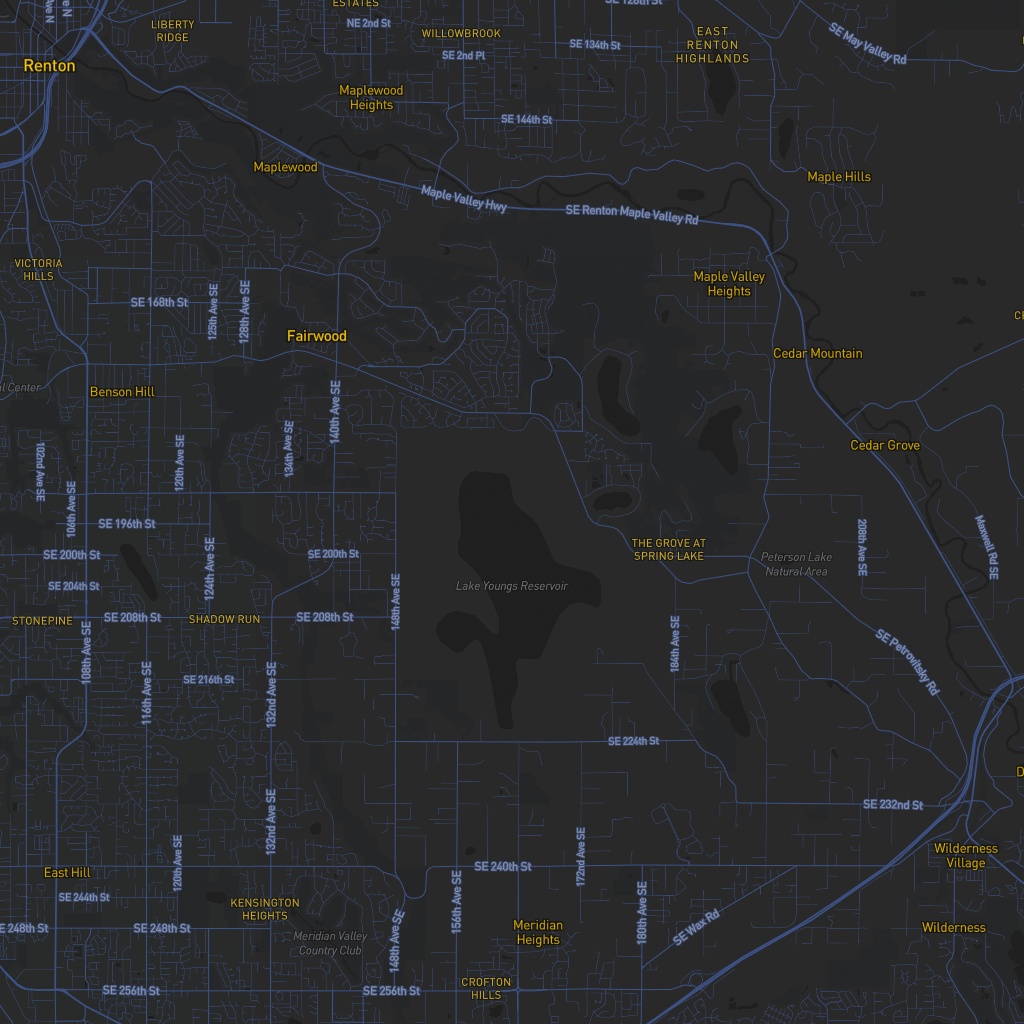 ESTATES
SE 128th St
Ave N
e N
LIBERTY
RIDGE
NE 2nd St
WILLOWBROOK
SE 134th St
EAST
RENTON
HIGHLANDS
SE May Valley Rd
SE 2nd Pl
Renton
Maplewood
Heights
SE 144th St
Maplewood
Maple Hills
Maple Valley Hwy
SE Renton Maple Valley Rd
VICTORIA
HILLS
Maple Valley
Heights
SE 168th St
125th Ave SE
128th Ave SE
Fairwood
Cedar Mountain
al Center
Benson Hill
140th Ave SE
134th Ave SE
120th Ave SE
102nd Ave SE
Cedar Grove
106th Ave SE
SE 196th St
208th Ave SE
Maxwell Rd SE
SE 200th St
124th Ave SE
SE 200th St
THE GROVE AT
SPRING LAKE
Peterson Lake
Natural Area
SE 204th St
148th Ave SE
Lake Youngs Reservoir
STONEPINE
SE 208th St
SHADOW RUN
SE 208th St
184th Ave SE
108th Ave SE
SE Petrovitsky Rd
116th Ave SE
SE 216th St
132nd Ave SE
SE 224th St
D
SE 232nd St
132nd Ave SE
120th Ave SE
172nd Ave SE
Wilderness
Village
East Hill
SE 240th St
SE 244th St
KENSINGTON
HEIGHTS
156th Ave SE
180th Ave SE
SE Wax Rd
E 248th St
SE 248th St
Meridian Valley
Country Club
148th Ave SE
Meridian
Heights
Wilderness
SE 256th St
SE 256th St
CROFTON
HILLS